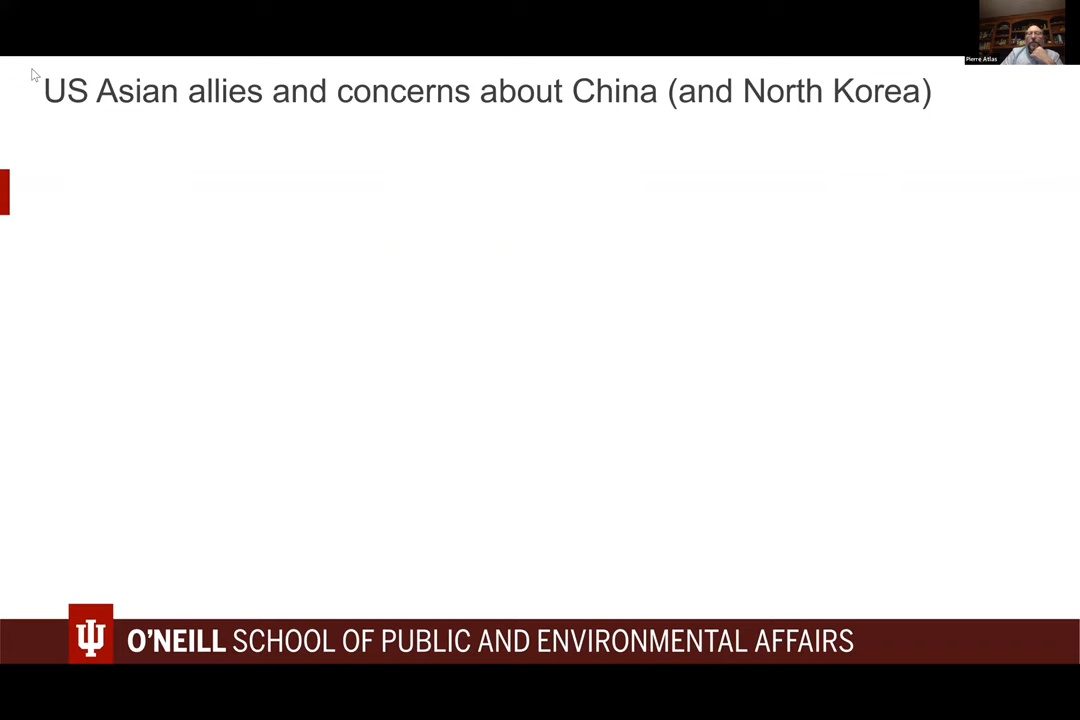 Pierre Atlas
US Asian allies and concerns about China (and North Korea)
O'NEILL SCHOOL OF PUBLIC AND ENVIRONMENTAL AFFAIRS